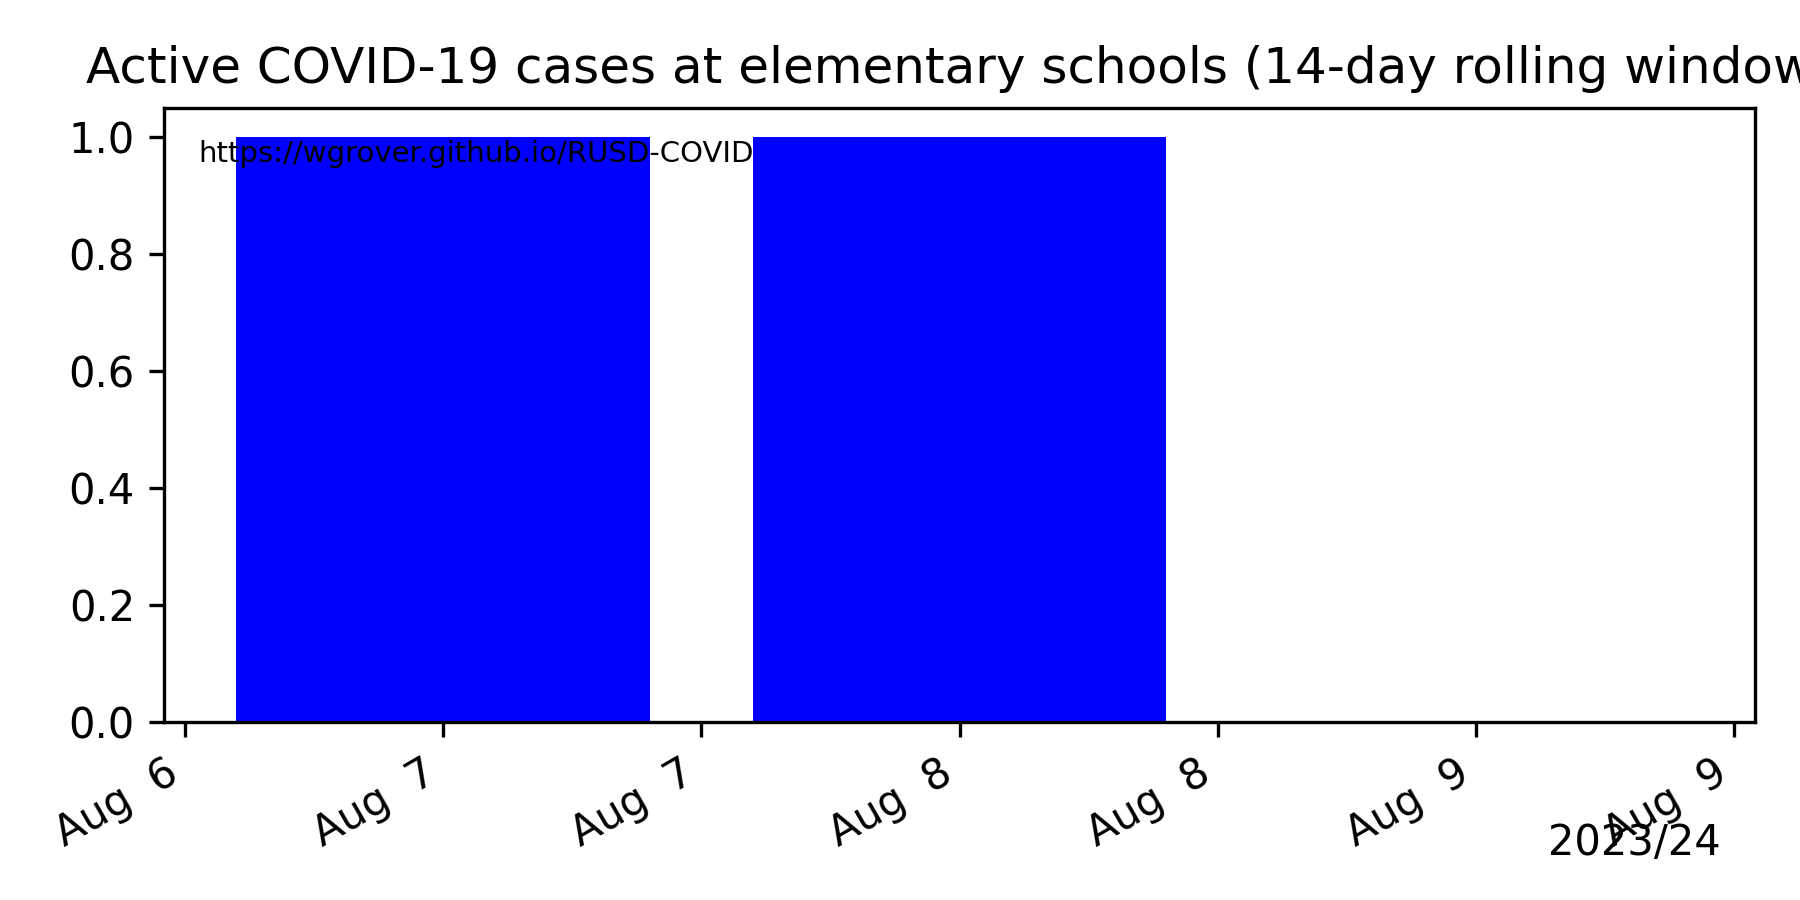 Active COVID-19 cases at elementary schools (14-day rolling window
1.0
https://wgrover.github.io/RUSD-COVID
0.8
0.6
0.4
0.2
0.0
Aug 6
Aug 7
Aug 7
Aug 8
Aug 8
Aug 9
Aug 9
2023/24